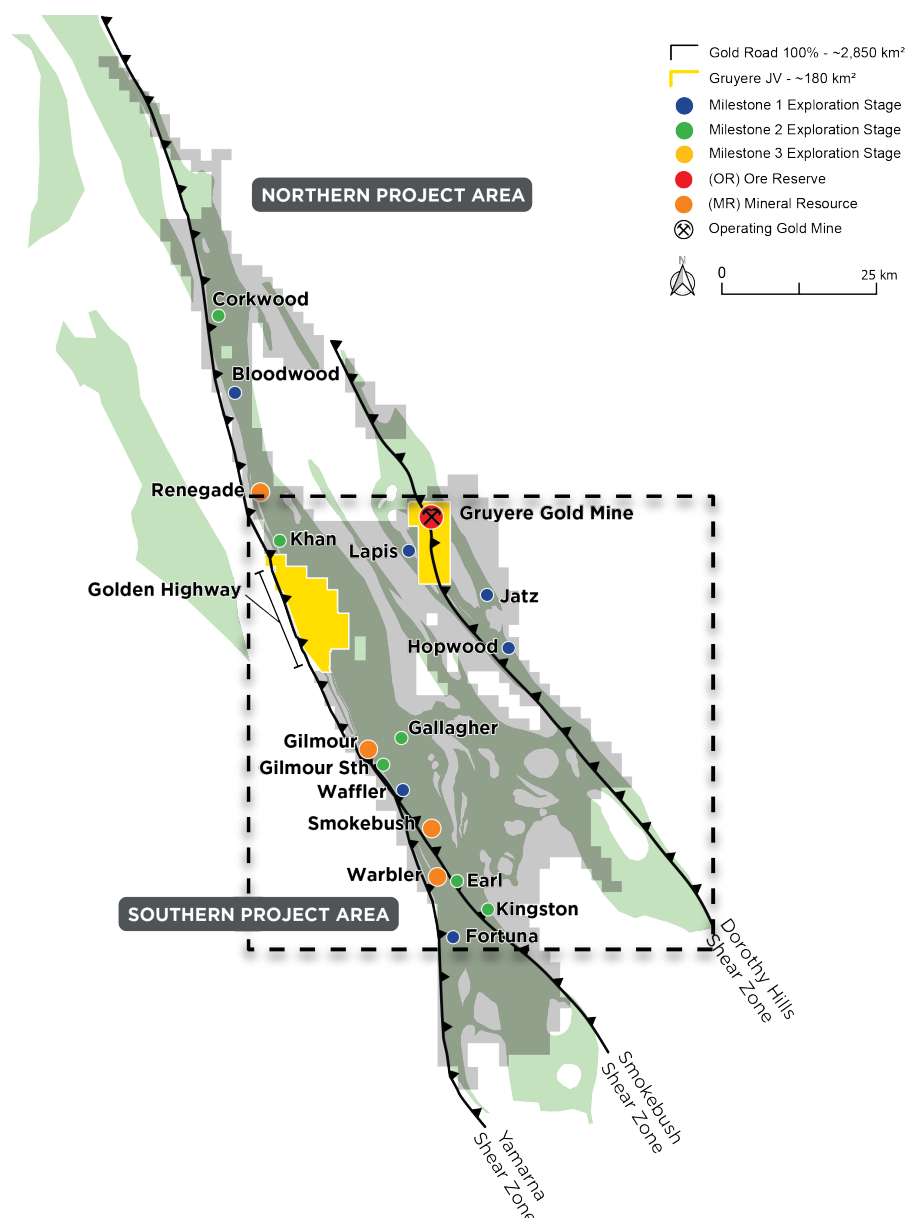 Gold Road 100% - ~2,850 km²
Gruyere JV - ~180 km²
Milestone 1 Exploration Stage
Milestone 2 Exploration Stage
Milestone 3 Exploration Stage
(OR) Ore Reserve
(MR) Mineral Resource
Operating Gold Mine
N
0
25 km
NORTHERN PROJECT AREA
Corkwood
Bloodwood
Renegade
Gruyere Gold Mine
Khan
Lapis
Golden Highway
Jatz
Hopwood
Gallagher
Gilmour
Gilmour Sth
Waffler
Smokebush
Warbler
Earl
Kingston
SOUTHERN PROJECT AREA
Fortuna
Dorothy Hills
Shear Zone
Smokebush
Shear Zone
Yamarna
Shear Zone